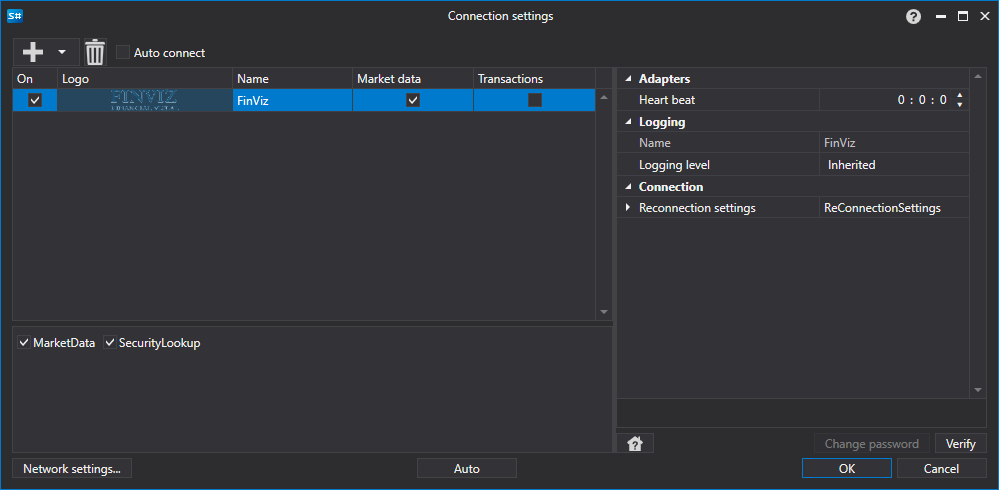 S#
Connection settings
Auto connect
On Logo Name Market data Transactions
FINVIZ FinViz
Adapters
Heart beat 0 : 0 : 0
Logging
Name FinViz
Logging level Inherited
Connection
Reconnection settings ReConnectionSettings
MarketData SecurityLookup
Change password Verify
Network settings... Auto OK Cancel